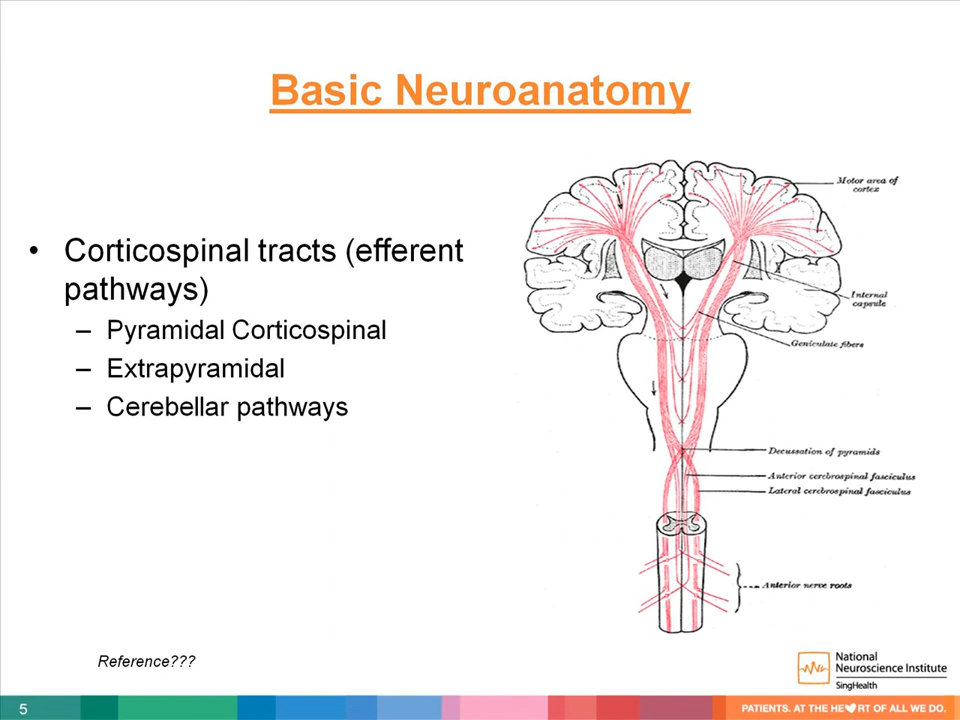 Basic Neuroanatomy
• Corticospinal tracts (efferent
pathways)
– Pyramidal Corticospinal
– Extrapyramidal
– Cerebellar pathways
Motor area of
cortex
Internal
capsule
Geniculate fibers
Decussation of pyramids
Anterior cerebrospinal fasciculus
Lateral cerebrospinal fasciculus
Anterior nerve roots
Reference???
National
Neuroscience Institute
SingHealth
5
PATIENTS. AT THE HE♥RT OF ALL WE DO.